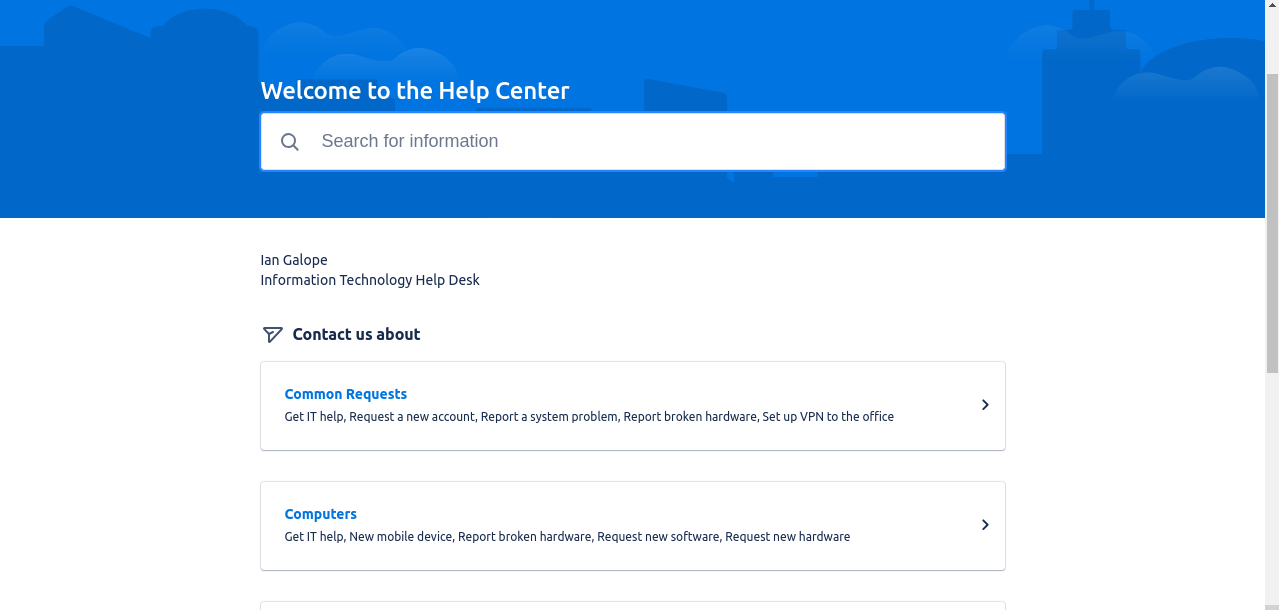 Welcome to the Help Center
Search for information
Ian Galope
Information Technology Help Desk
Contact us about
Common Requests
Get IT help, Request a new account, Report a system problem, Report broken hardware, Set up VPN to the office
Computers
Get IT help, New mobile device, Report broken hardware, Request new software, Request new hardware